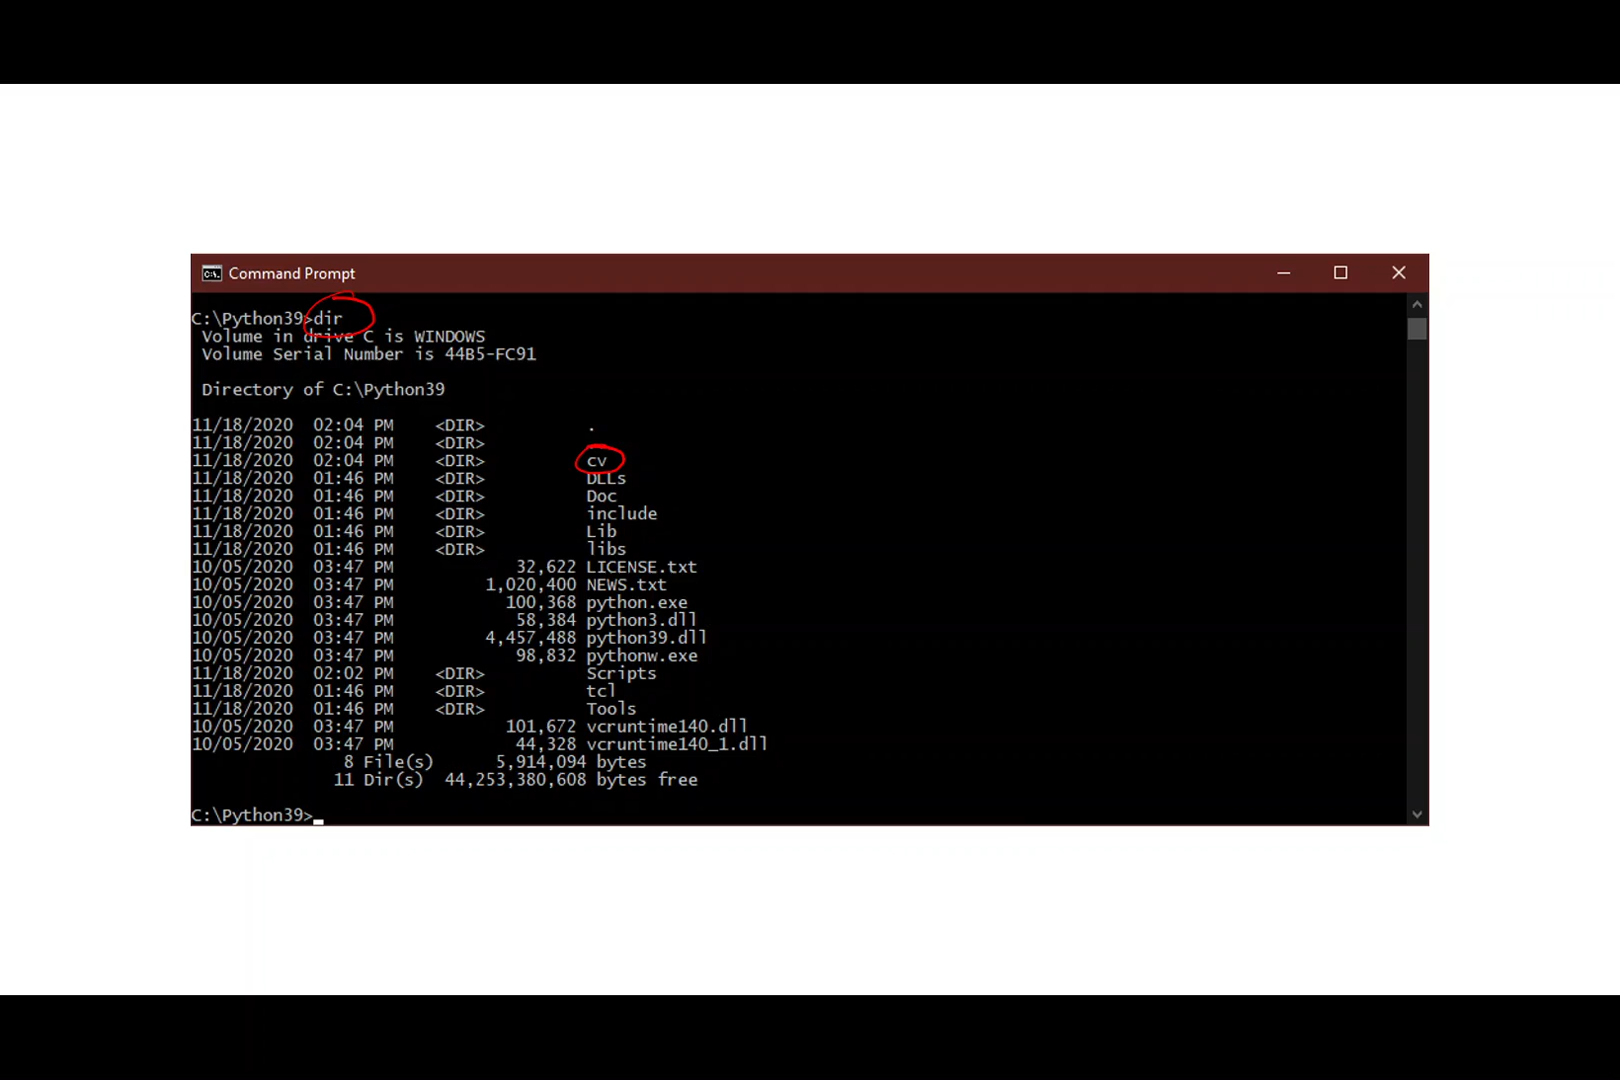 Command Prompt
C:\Python39>dir
Volume in drive C is WINDOWS
Volume Serial Number is 44B5-FC91
Directory of C:\Python39
11/18/2020 02:04 PM <DIR> .
11/18/2020 02:04 PM <DIR>
11/18/2020 02:04 PM <DIR> cv
11/18/2020 01:46 PM <DIR> DLLs
11/18/2020 01:46 PM <DIR> Doc
11/18/2020 01:46 PM <DIR> include
11/18/2020 01:46 PM <DIR> Lib
11/18/2020 01:46 PM <DIR> libs
10/05/2020 03:47 PM 32,622 LICENSE.txt
10/05/2020 03:47 PM 1,020,400 NEWS.txt
10/05/2020 03:47 PM 100,368 python.exe
10/05/2020 03:47 PM 58,384 python3.dll
10/05/2020 03:47 PM 4,457,488 python39.dll
10/05/2020 03:47 PM 98,832 pythonw.exe
11/18/2020 02:02 PM <DIR> Scripts
11/18/2020 01:46 PM <DIR> tcl
11/18/2020 01:46 PM <DIR> Tools
10/05/2020 03:47 PM 101,672 vcruntime140.dll
10/05/2020 03:47 PM 44,328 vcruntime140_1.dll
8 File(s) 5,914,094 bytes
11 Dir(s) 44,253,380,608 bytes free
C:\Python39>